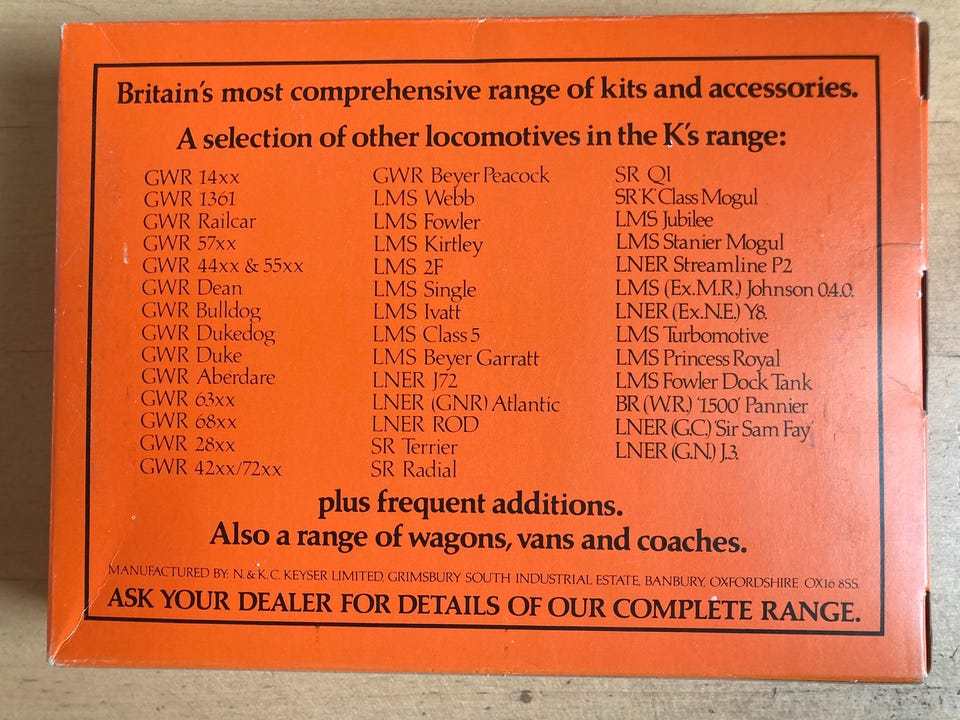 Britain's most comprehensive range of kits and accessories.
A selection of other locomotives in the K's range:
GWR 14xx
GWR 1361
GWR Railcar
GWR 57xx
GWR 44xx & 55xx
GWR Dean
GWR Bulldog
GWR Dukedog
GWR Duke
GWR Aberdare
GWR 63xx
GWR 68xx
GWR 28xx
GWR 42xx/72xx
GWR Beyer Peacock
LMS Webb
LMS Fowler
LMS Kirtley
LMS 2F
LMS Single
LMS Ivatt
LMS Class 5
LMS Beyer Garratt
LNER J72
LNER (GNR) Atlantic
LNER ROD
SR Terrier
SR Radial
SR Q1
SR 'K' Class Mogul
LMS Jubilee
LMS Stanier Mogul
LNER Streamline P2
LMS (Ex.M.R.) Johnson 0.4.0.
LNER (Ex.N.E.) Y8.
LMS Turbomotive
LMS Princess Royal
LMS Fowler Dock Tank
BR (W.R.) '1500' Pannier
LNER (G.C.) 'Sir Sam Fay'
LNER (G.N.) J.3.
plus frequent additions.
Also a range of wagons, vans and coaches.
MANUFACTURED BY: N. & K. C. KEYSER LIMITED, GRIMSBURY SOUTH INDUSTRIAL ESTATE, BANBURY, OXFORDSHIRE OX16 8SS.
ASK YOUR DEALER FOR DETAILS OF OUR COMPLETE RANGE.